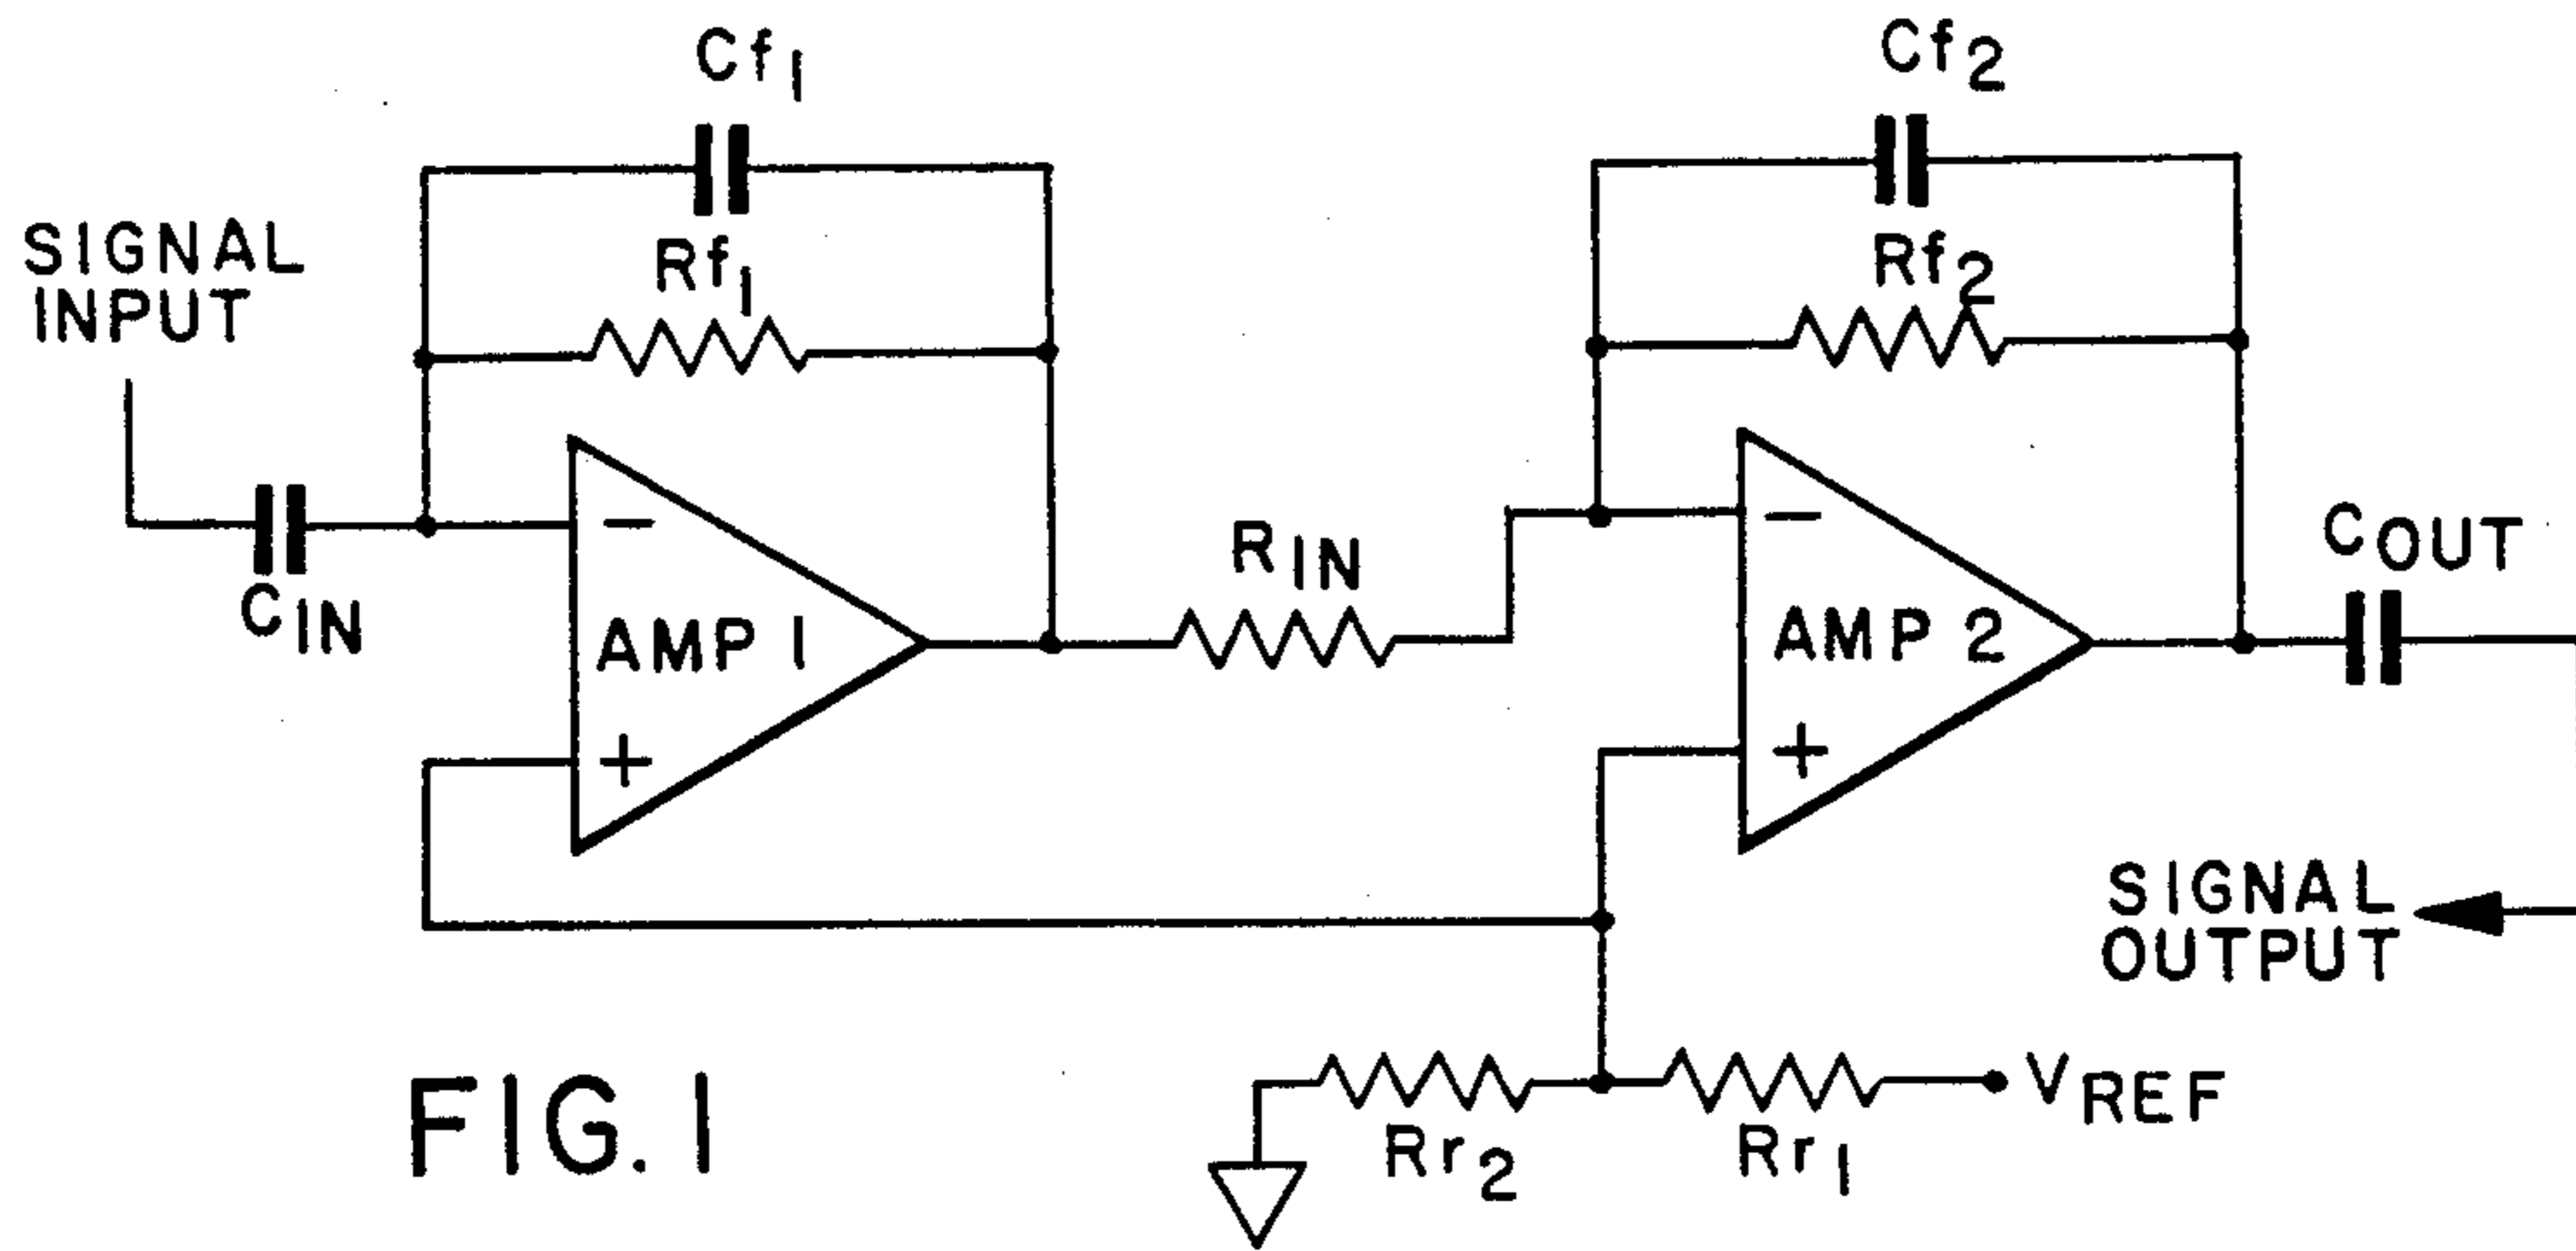 Cf1
Cf2
SIGNAL
INPUT
Rf1
Rf2
CIN
−
AMP 1
+
RIN
−
AMP 2
+
COUT
SIGNAL
OUTPUT
VREF
Rr2
Rr1
FIG. 1